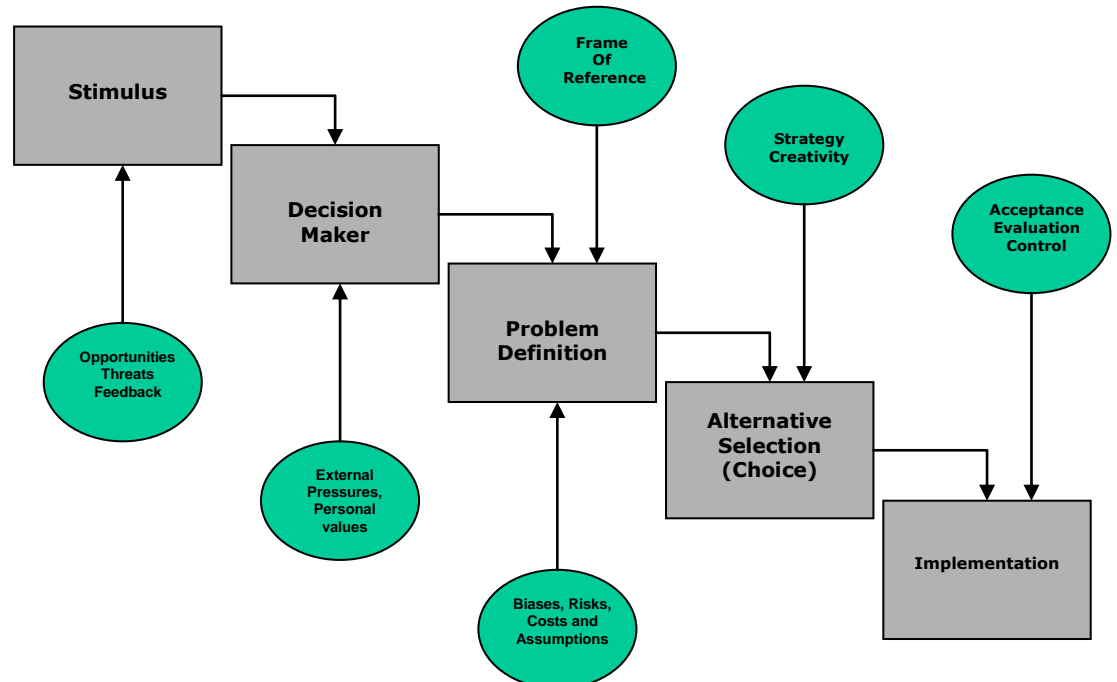 Stimulus
Frame
Of
Reference
Strategy
Creativity
Decision
Maker
Acceptance
Evaluation
Control
Problem
Definition
Opportunities
Threats
Feedback
Alternative
Selection
(Choice)
External
Pressures,
Personal
values
Implementation
Biases, Risks,
Costs and
Assumptions